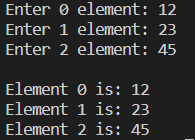 Enter 0 element: 12
Enter 1 element: 23
Enter 2 element: 45
Element 0 is: 12
Element 1 is: 23
Element 2 is: 45